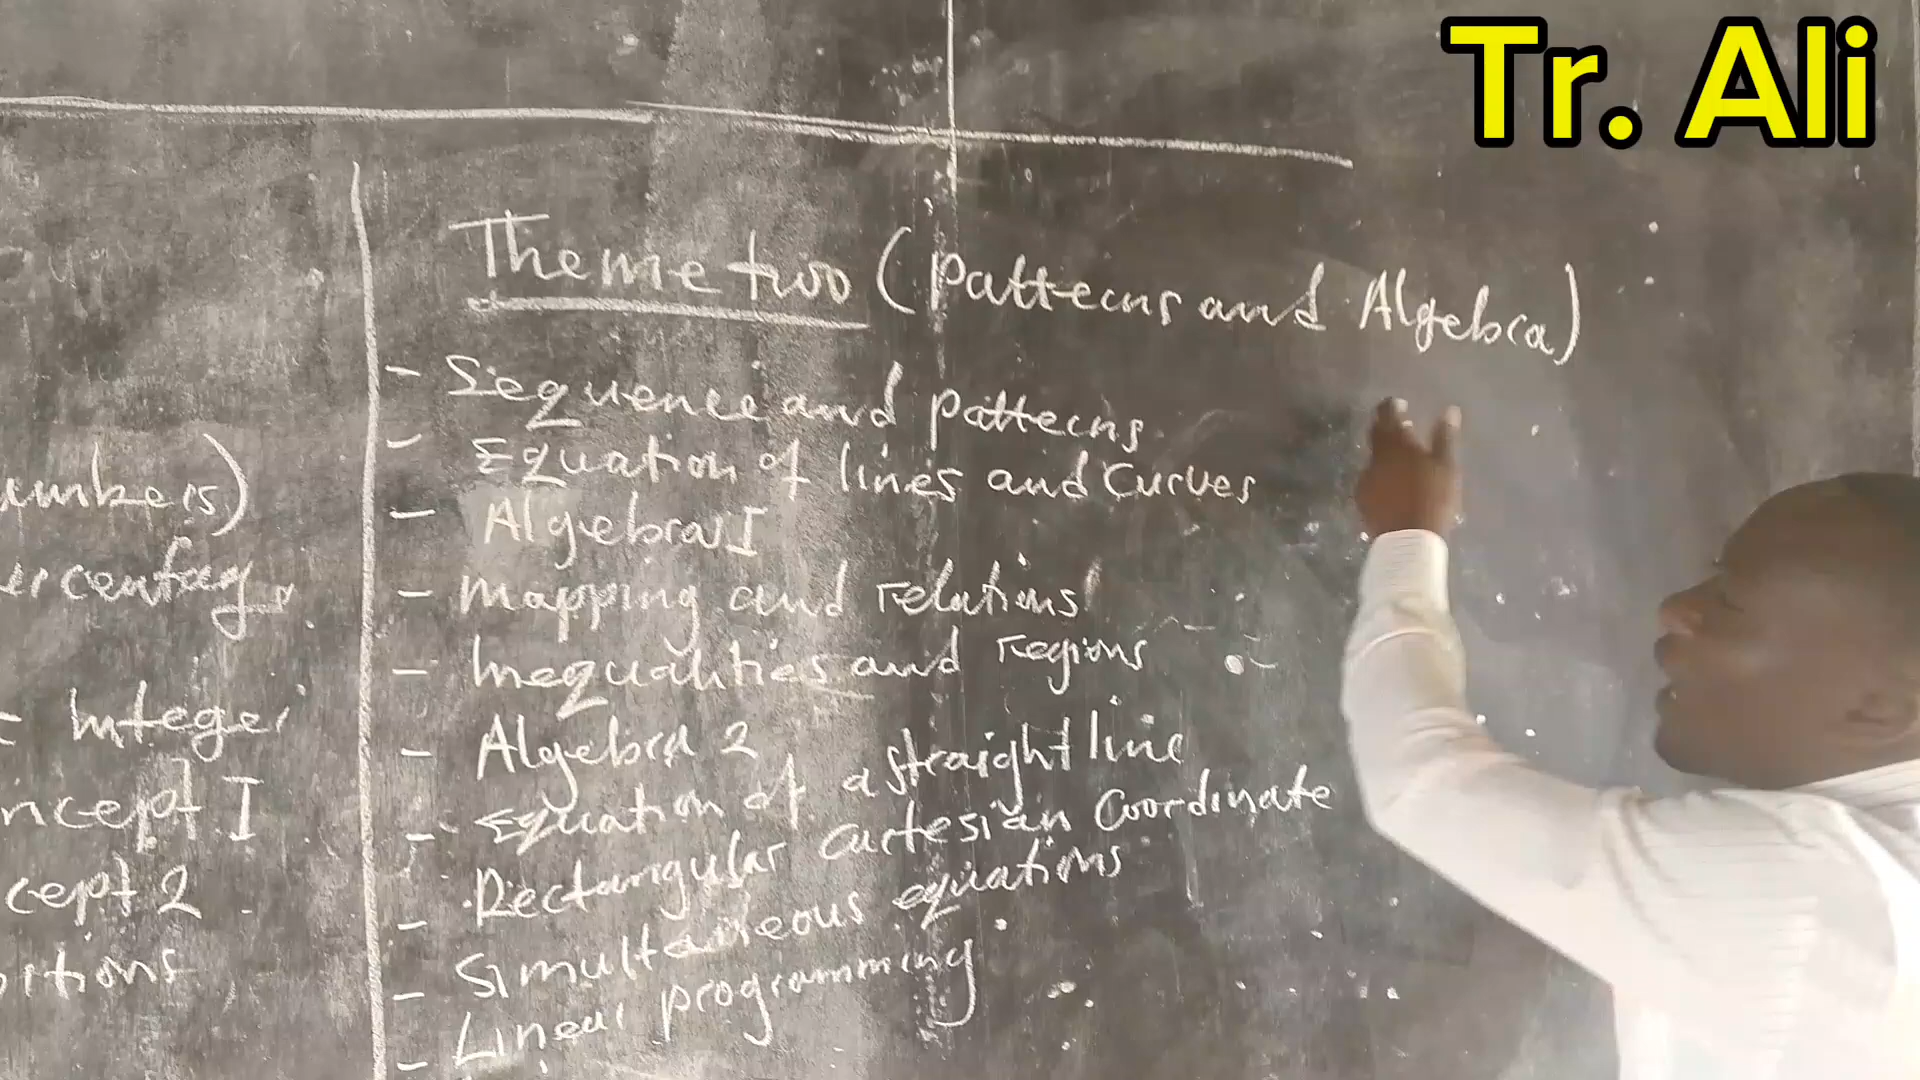 Tr. Ali
Theme two (patterns and Algebra)
- Sequence and patterns
- Equation of lines and Curves
- Algebra I
- mapping and relations
- Inequalities and regions
- Algebra 2
- Equation of a straight line
- Rectangular cartesian Coordinate
- Simultaneous equations
- Linear programming
umbers)
ercentag
Integer
ncept I
cept 2
ortions